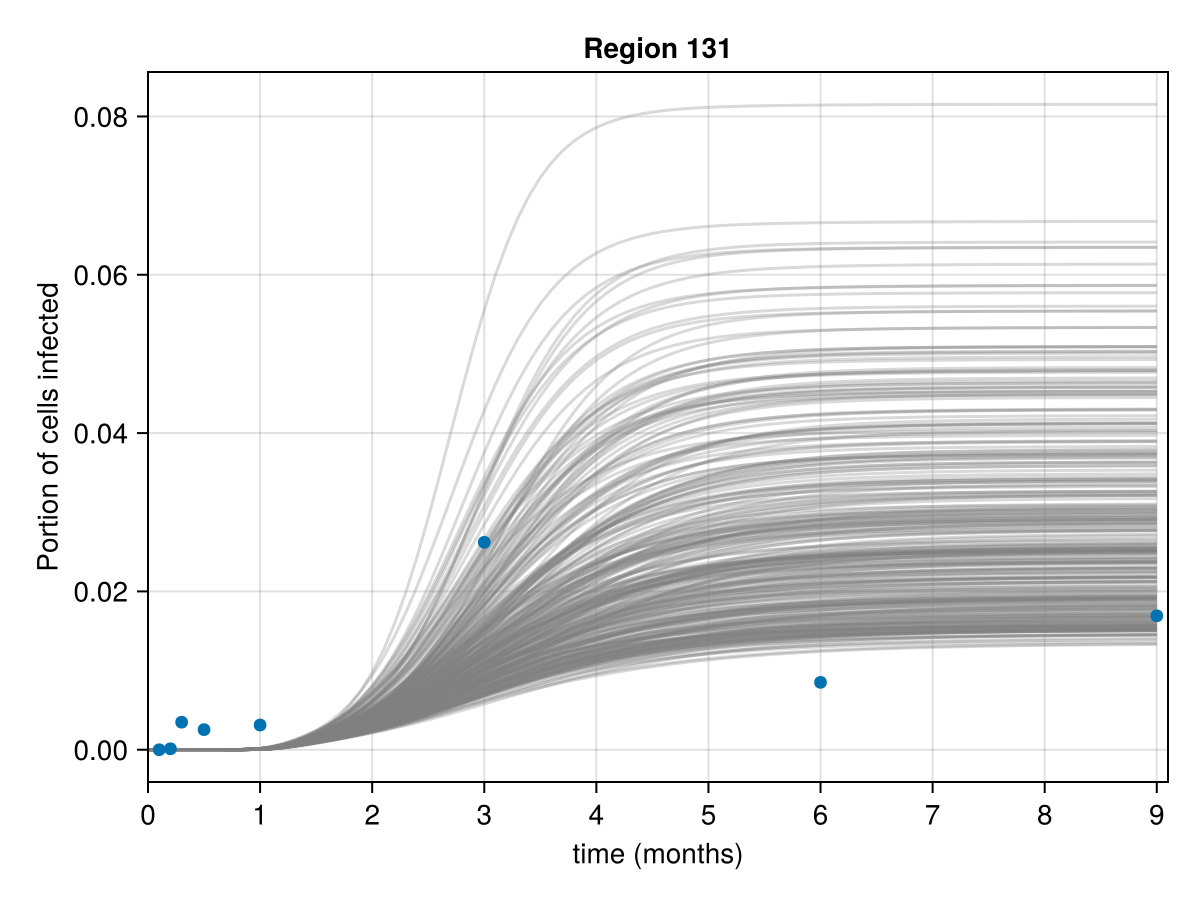 Region 131
0.08
0.06
0.04
0.02
0.00
Portion of cells infected
0 1 2 3 4 5 6 7 8 9
time (months)